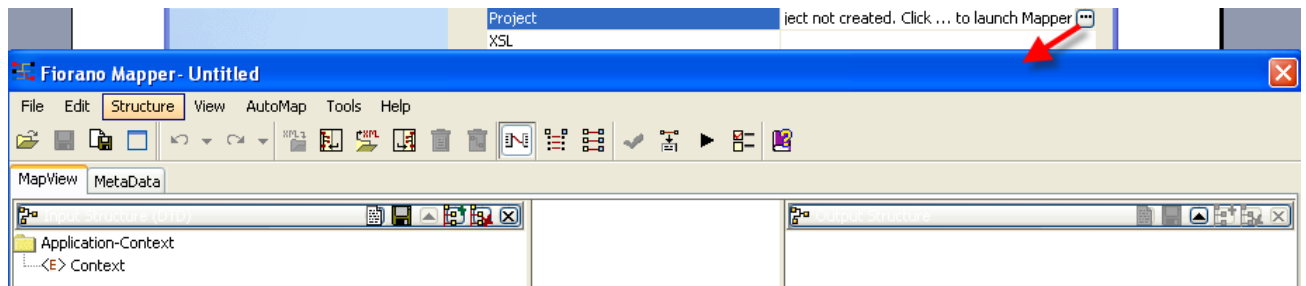 Project
ject not created. Click ... to launch Mapper
XSL
Fiorano Mapper- Untitled
File Edit Structure View AutoMap Tools Help
MapView MetaData
Input Structure (DTD)
Output Structure
Application-Context
<E> Context